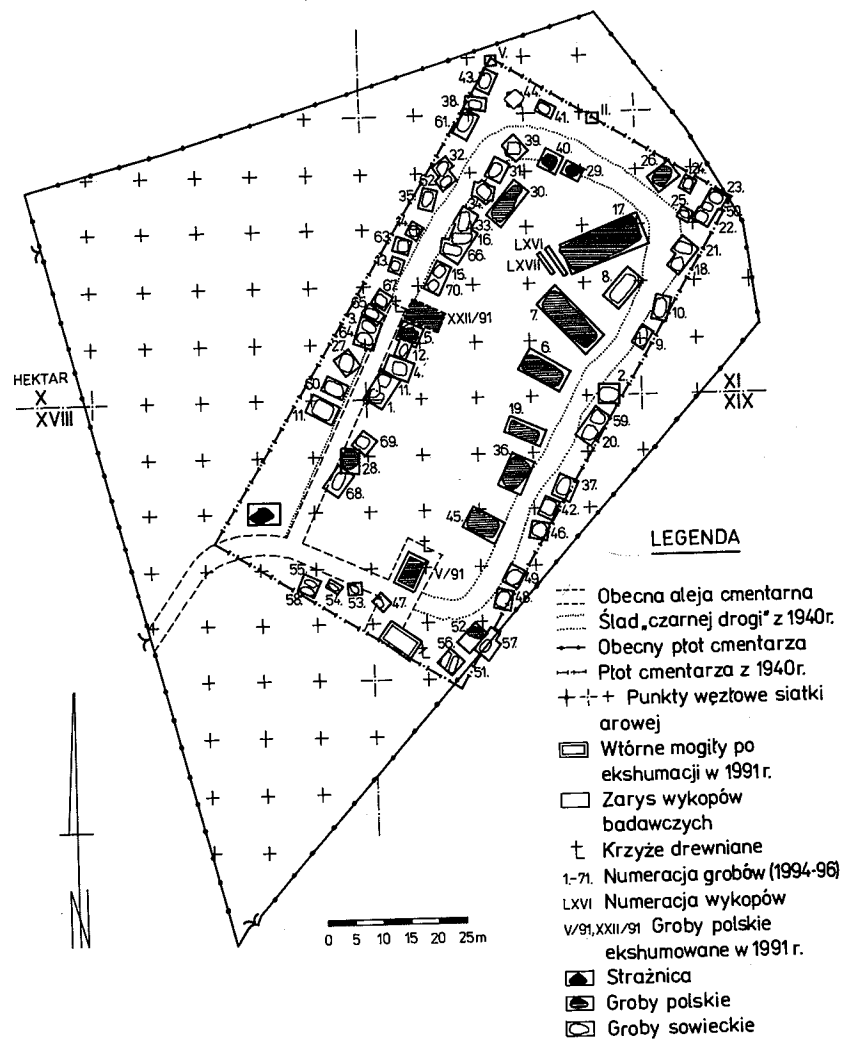 V.
43.
44.
38.
41.
II.
61.
39.
40.
32.
31.
29.
26.
30.
35.
23.
25.
50.
34.
33.
17.
22.
63.
16.
LXVI
21.
66.
LXVII
18.
13.
15.
8.
70.
67.
65.
XXII/91
7.
10.
3.
5.
64.
12.
9.
27.
6.
4.
HEKTAR
X
XVIII
60.
11.
2.
XI
XIX
11.
1.
59.
19.
20.
69.
36.
28.
37.
68.
42.
45.
46.
V/91
49.
55.
58.
54.
53.
47.
48.
52.
57.
56.
51.
LEGENDA
Obecna aleja cmentarna
Ślad „czarnej drogi" z 1940r.
Obecny płot cmentarza
Płot cmentarza z 1940r.
Punkty węzłowe siatki
arowej
Wtórne mogiły po
ekshumacji w 1991 r.
Zarys wykopów
badawczych
Krzyże drewniane
1.-71. Numeracja grobów (1994-96)
LXVI Numeracja wykopów
V/91, XXII/91 Groby polskie
ekshumowane w 1991 r.
Strażnica
Groby polskie
Groby sowieckie
0 5 10 15 20 25m
N